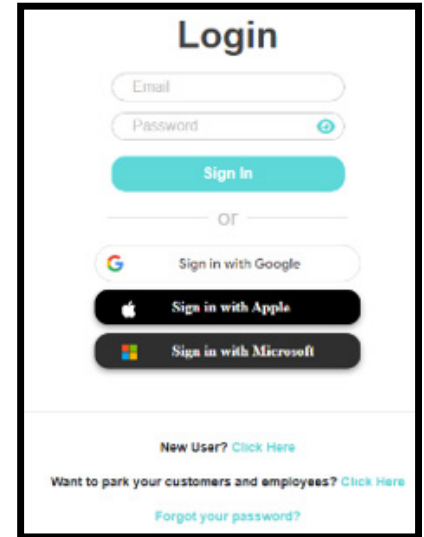 Login
Email
Password
Sign In
or
Sign in with Google
Sign in with Apple
Sign in with Microsoft
New User? Click Here
Want to park your customers and employees? Click Here
Forgot your password?